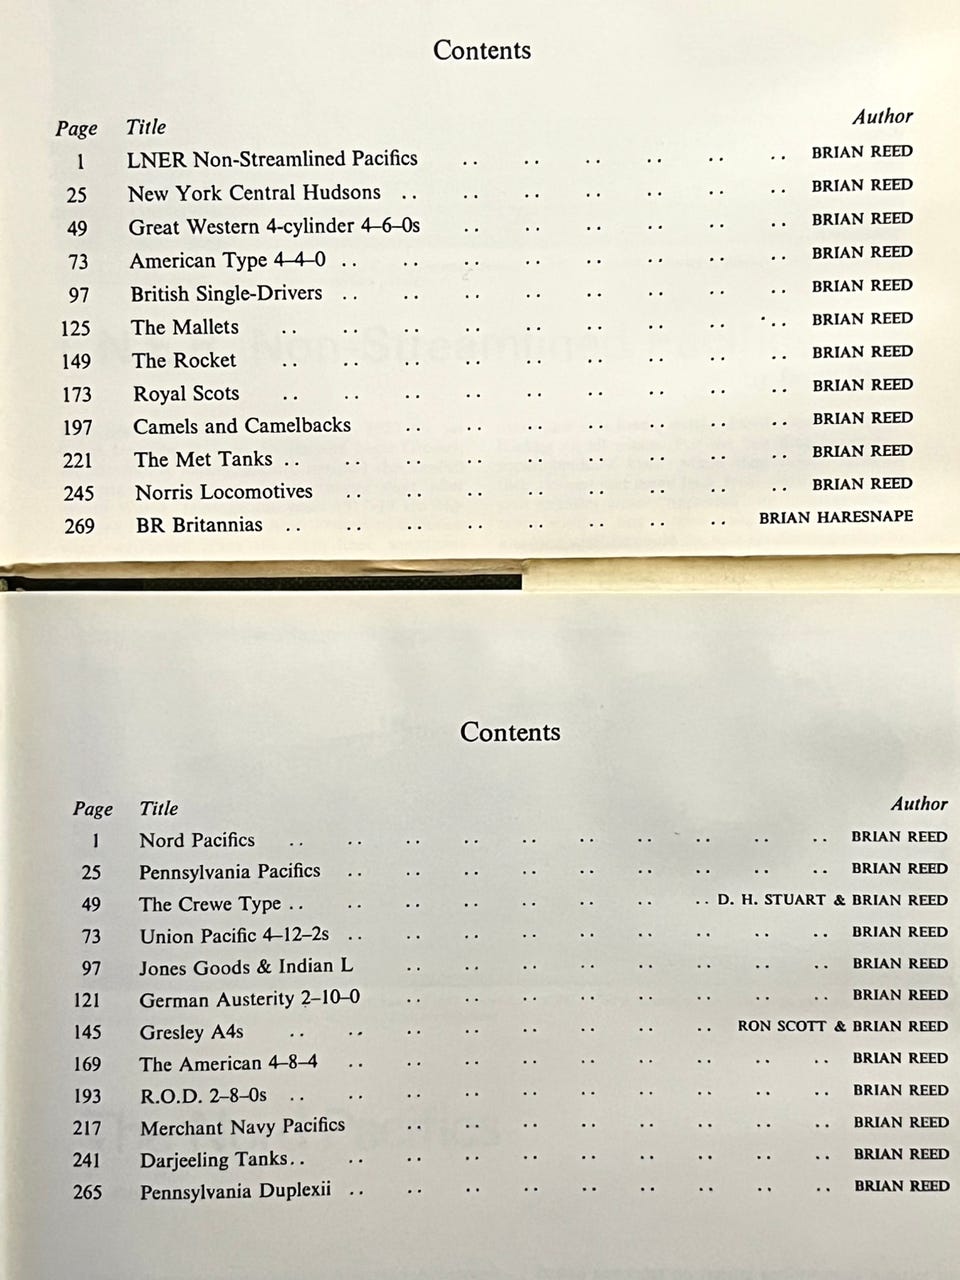 Contents
Page Title Author
1 LNER Non-Streamlined Pacifics .. .. .. .. .. .. BRIAN REED
25 New York Central Hudsons .. .. .. .. .. .. .. BRIAN REED
49 Great Western 4-cylinder 4–6–0s .. .. .. .. .. .. BRIAN REED
73 American Type 4–4–0 .. .. .. .. .. .. .. .. BRIAN REED
97 British Single-Drivers .. .. .. .. .. .. .. .. BRIAN REED
125 The Mallets .. .. .. .. .. .. .. .. .. BRIAN REED
149 The Rocket .. .. .. .. .. .. .. .. .. BRIAN REED
173 Royal Scots .. .. .. .. .. .. .. .. .. BRIAN REED
197 Camels and Camelbacks .. .. .. .. .. .. .. BRIAN REED
221 The Met Tanks .. .. .. .. .. .. .. .. .. BRIAN REED
245 Norris Locomotives .. .. .. .. .. .. .. .. BRIAN REED
269 BR Britannias .. .. .. .. .. .. .. .. BRIAN HARESNAPE
Contents
Page Title Author
1 Nord Pacifics .. .. .. .. .. .. .. .. .. .. BRIAN REED
25 Pennsylvania Pacifics .. .. .. .. .. .. .. .. .. BRIAN REED
49 The Crewe Type .. .. .. .. .. .. .. .. D. H. STUART & BRIAN REED
73 Union Pacific 4–12–2s .. .. .. .. .. .. .. .. .. BRIAN REED
97 Jones Goods & Indian L .. .. .. .. .. .. .. .. BRIAN REED
121 German Austerity 2–10–0 .. .. .. .. .. .. .. .. BRIAN REED
145 Gresley A4s .. .. .. .. .. .. .. .. RON SCOTT & BRIAN REED
169 The American 4–8–4 .. .. .. .. .. .. .. .. .. BRIAN REED
193 R.O.D. 2–8–0s .. .. .. .. .. .. .. .. .. .. BRIAN REED
217 Merchant Navy Pacifics .. .. .. .. .. .. .. .. BRIAN REED
241 Darjeeling Tanks .. .. .. .. .. .. .. .. .. .. BRIAN REED
265 Pennsylvania Duplexii .. .. .. .. .. .. .. .. .. BRIAN REED